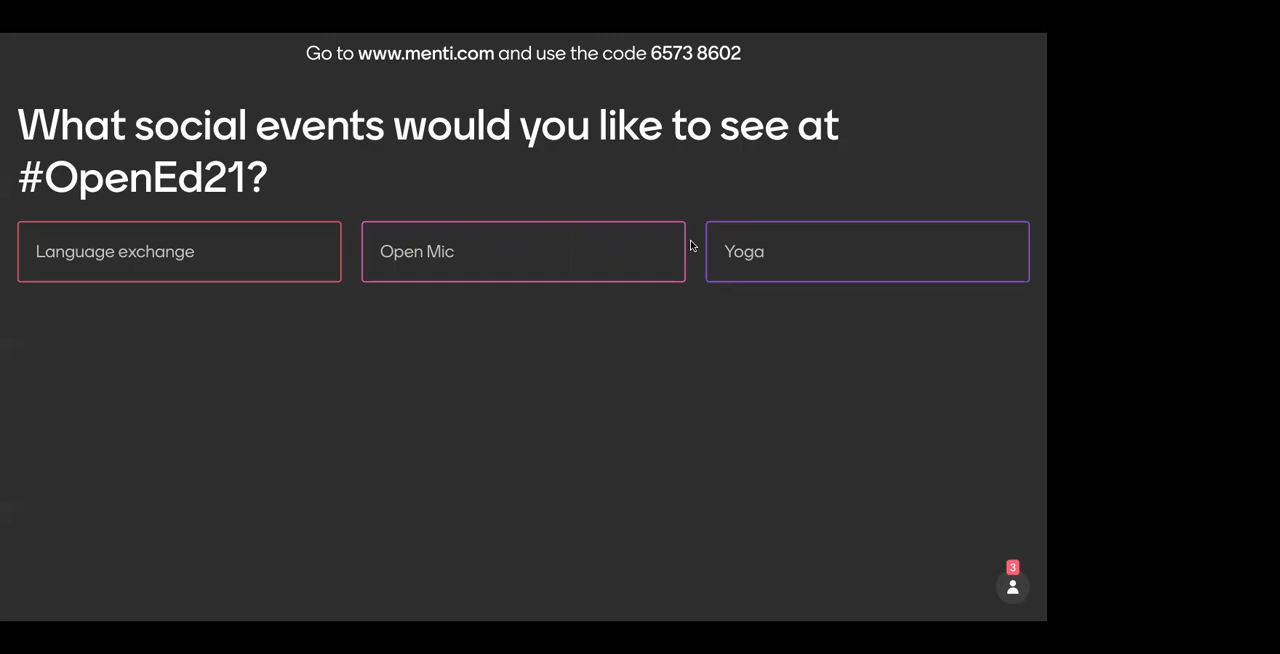 Go to www.menti.com and use the code 6573 8602
What social events would you like to see at
#OpenEd21?
Language exchange
Open Mic
Yoga
3